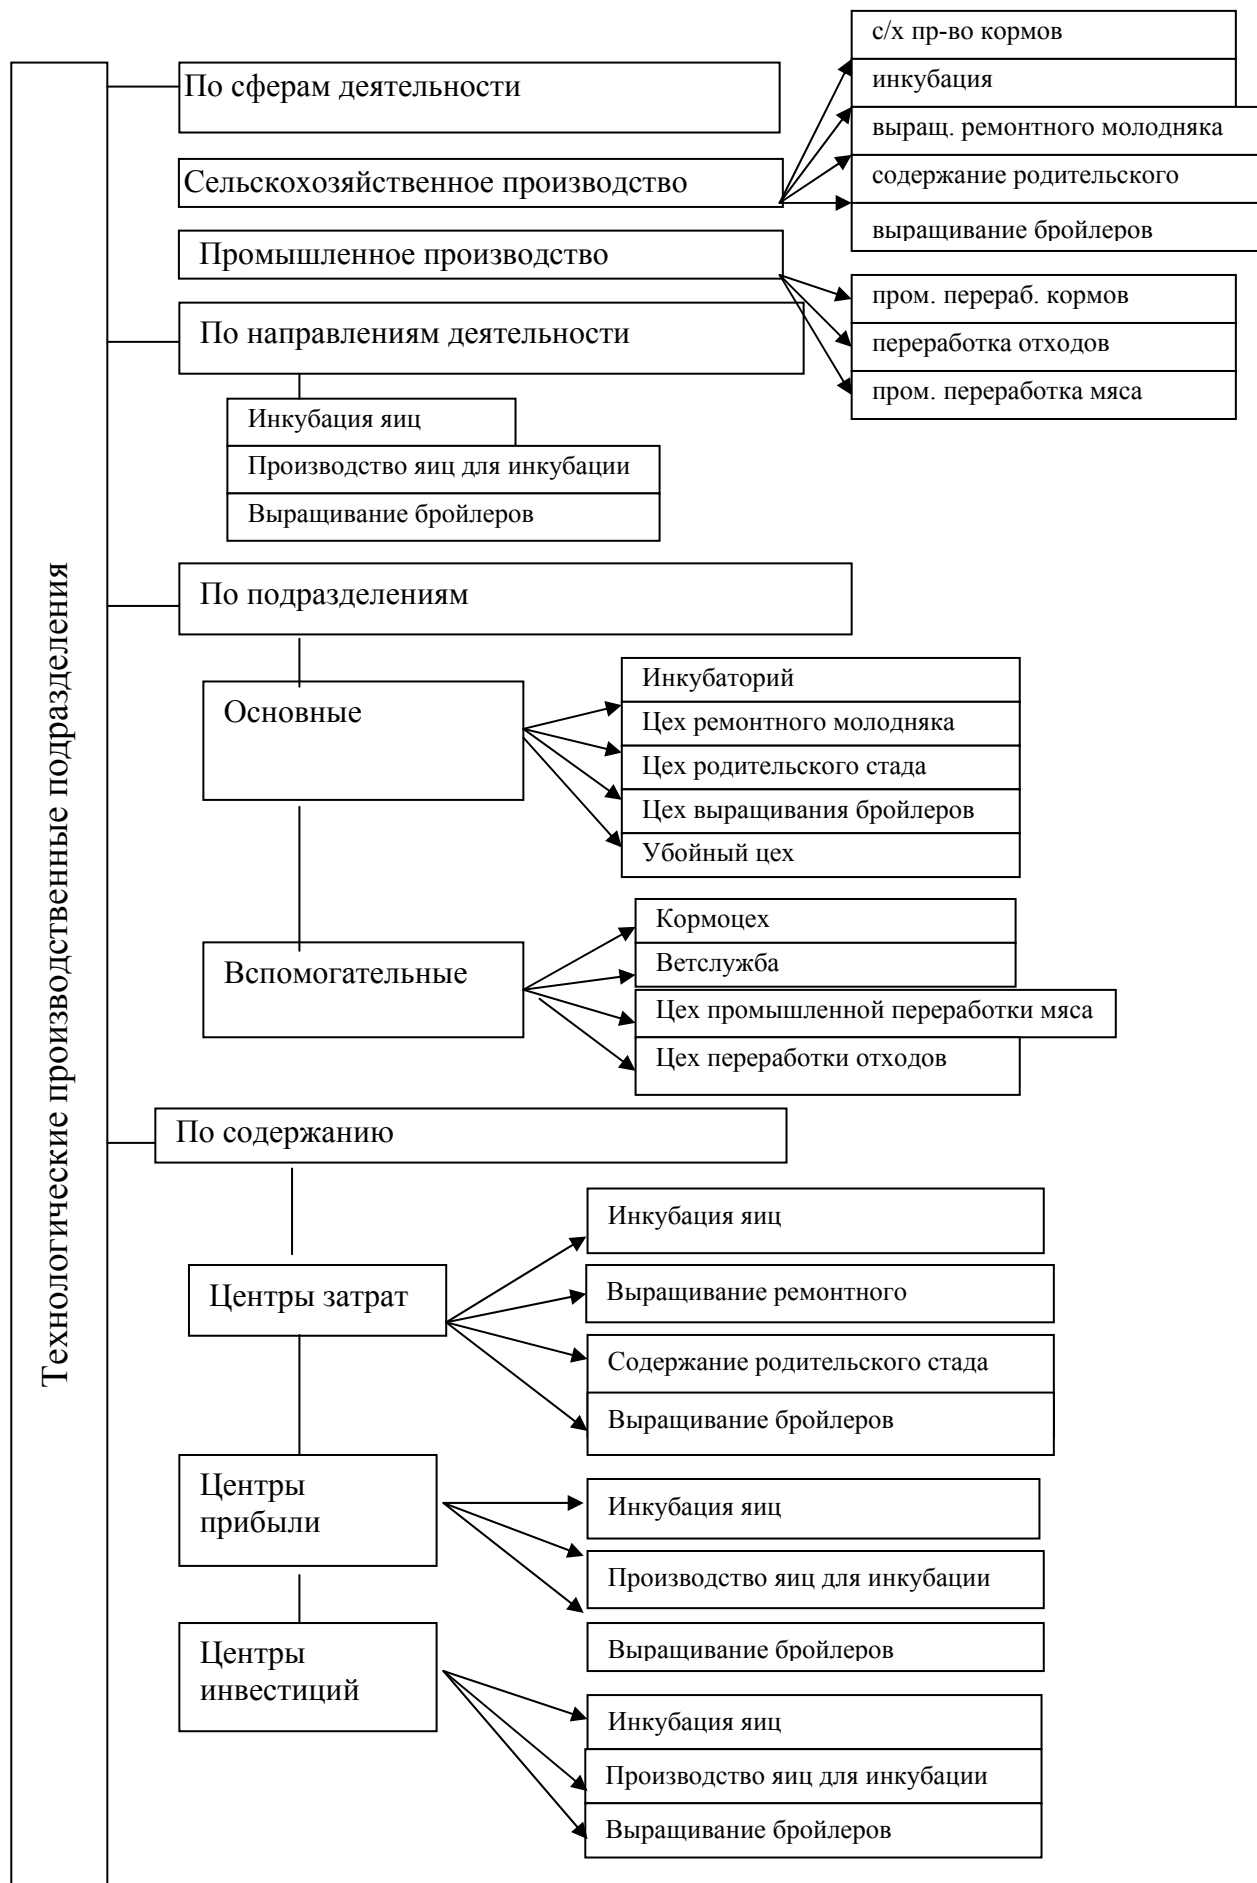 Технологические производственные подразделения
По сферам деятельности
Сельскохозяйственное производство
с/х пр-во кормов
инкубация
выращ. ремонтного молодняка
содержание родительского
выращивание бройлеров
Промышленное производство
пром. перераб. кормов
переработка отходов
пром. переработка мяса
По направлениям деятельности
Инкубация яиц
Производство яиц для инкубации
Выращивание бройлеров
По подразделениям
Основные
Инкубаторий
Цех ремонтного молодняка
Цех родительского стада
Цех выращивания бройлеров
Убойный цех
Вспомогательные
Кормоцех
Ветслужба
Цех промышленной переработки мяса
Цех переработки отходов
По содержанию
Центры затрат
Инкубация яиц
Выращивание ремонтного
Содержание родительского стада
Выращивание бройлеров
Центры
прибыли
Инкубация яиц
Производство яиц для инкубации
Выращивание бройлеров
Центры
инвестиций
Инкубация яиц
Производство яиц для инкубации
Выращивание бройлеров